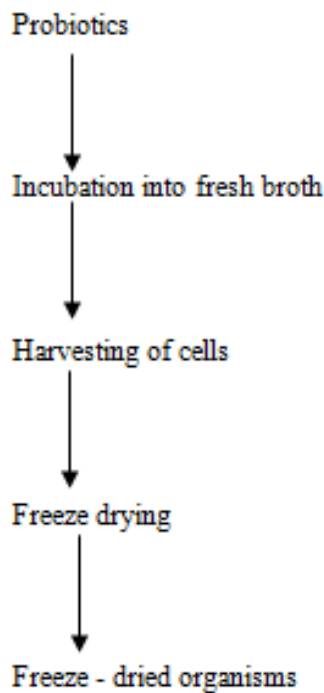 Probiotics
Incubation into fresh broth
Harvesting of cells
Freeze drying
Freeze - dried organisms